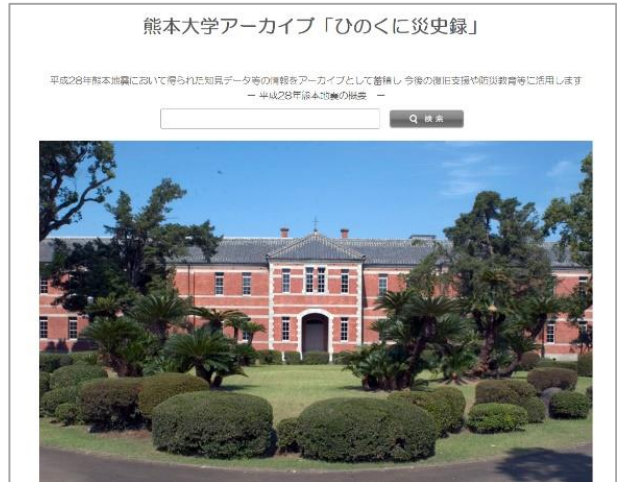 熊本大学アーカイブ「ひのくに災史録」
平成28年熊本地震において得られた知見データ等の情報をアーカイブとして蓄積し 今後の復旧支援や防災教育等に活用します
ー 平成28年熊本地震の概要 ー
検 索